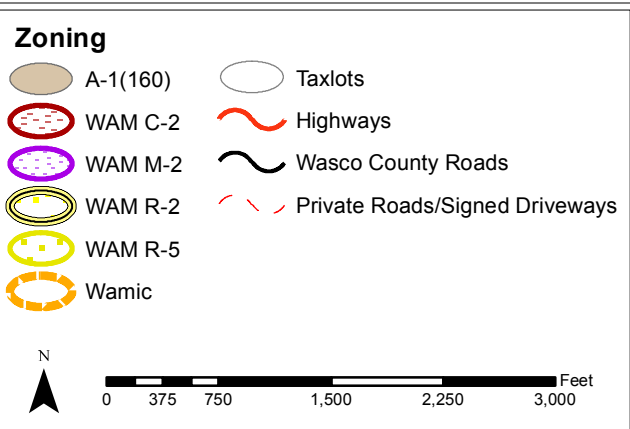 Zoning
A-1(160)
WAM C-2
WAM M-2
WAM R-2
WAM R-5
Wamic
Taxlots
Highways
Wasco County Roads
Private Roads/Signed Driveways
N
Feet
0 375 750 1,500 2,250 3,000